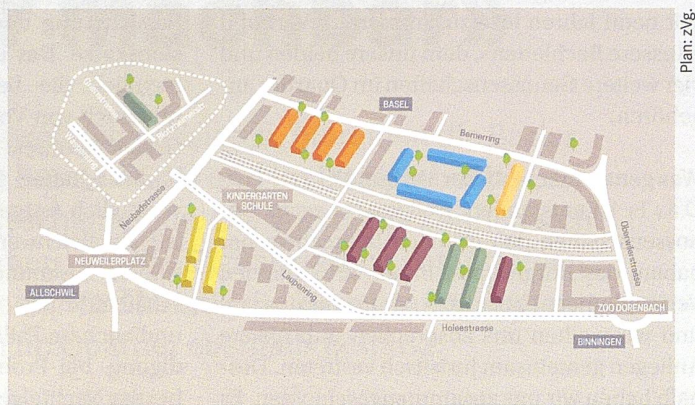 Plan: zVg.
BASEL
Bernerring
KINDERGARTEN
SCHULE
Neubadstrasse
NEUWEILERPLATZ
ALLSCHWIL
Laupenring
Oberwilerstrasse
ZOO DORENBACH
Holeestrasse
BINNINGEN